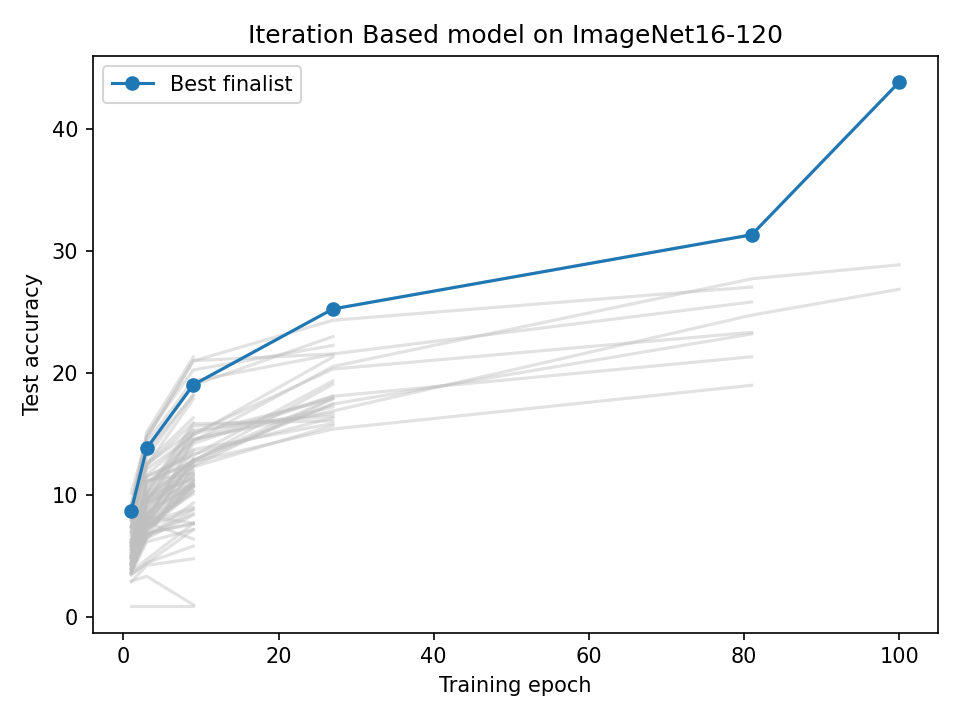 Iteration Based model on ImageNet16-120
Best finalist
Test accuracy
40
30
20
10
0
0 20 40 60 80 100
Training epoch